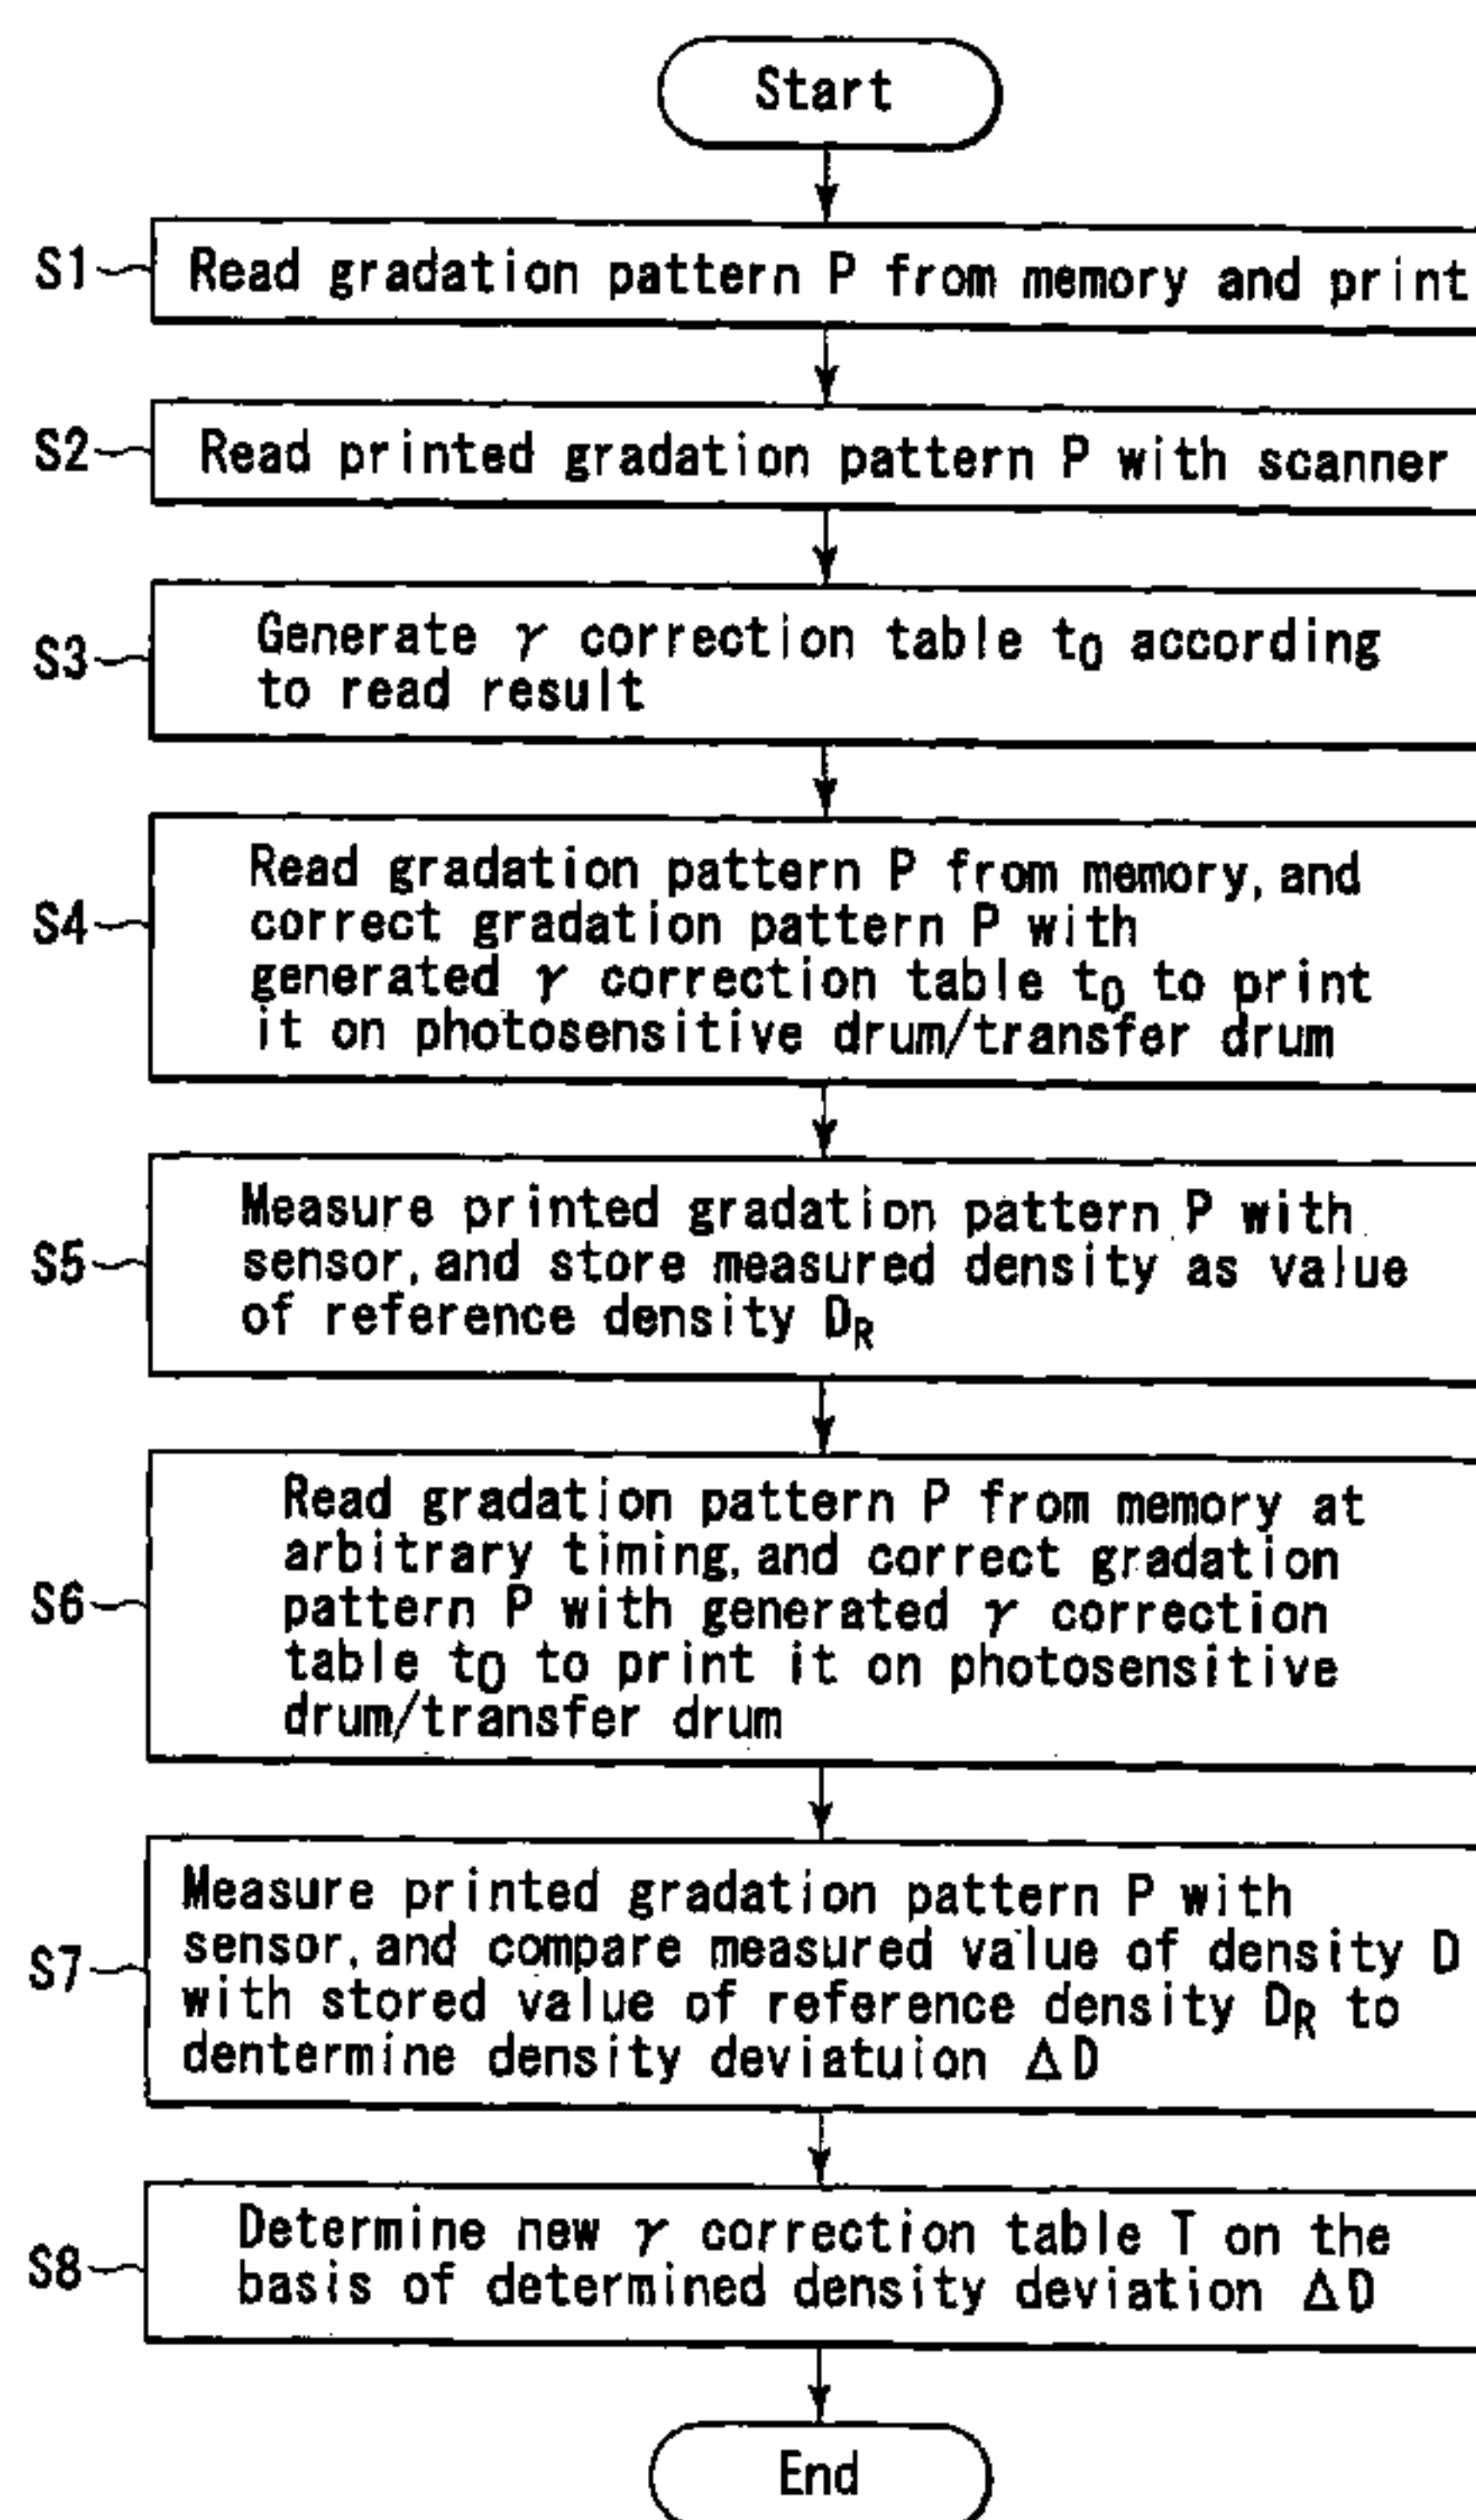 Start
S1 Read gradation pattern P from memory and print
S2 Read printed gradation pattern P with scanner
S3 Generate γ correction table t0 according
to read result
S4 Read gradation pattern P from memory, and
correct gradation pattern P with
generated γ correction table t0 to print
it on photosensitive drum/transfer drum
S5 Measure printed gradation pattern P with
sensor, and store measured density as value
of reference density DR
S6 Read gradation pattern P from memory at
arbitrary timing, and correct gradation
pattern P with generated γ correction
table t0 to print it on photosensitive
drum/transfer drum
S7 Measure printed gradation pattern P with
sensor, and compare measured value of density D
with stored value of reference density DR to
dentermine density deviatuion ΔD
S8 Determine new γ correction table T on the
basis of determined density deviation ΔD
End